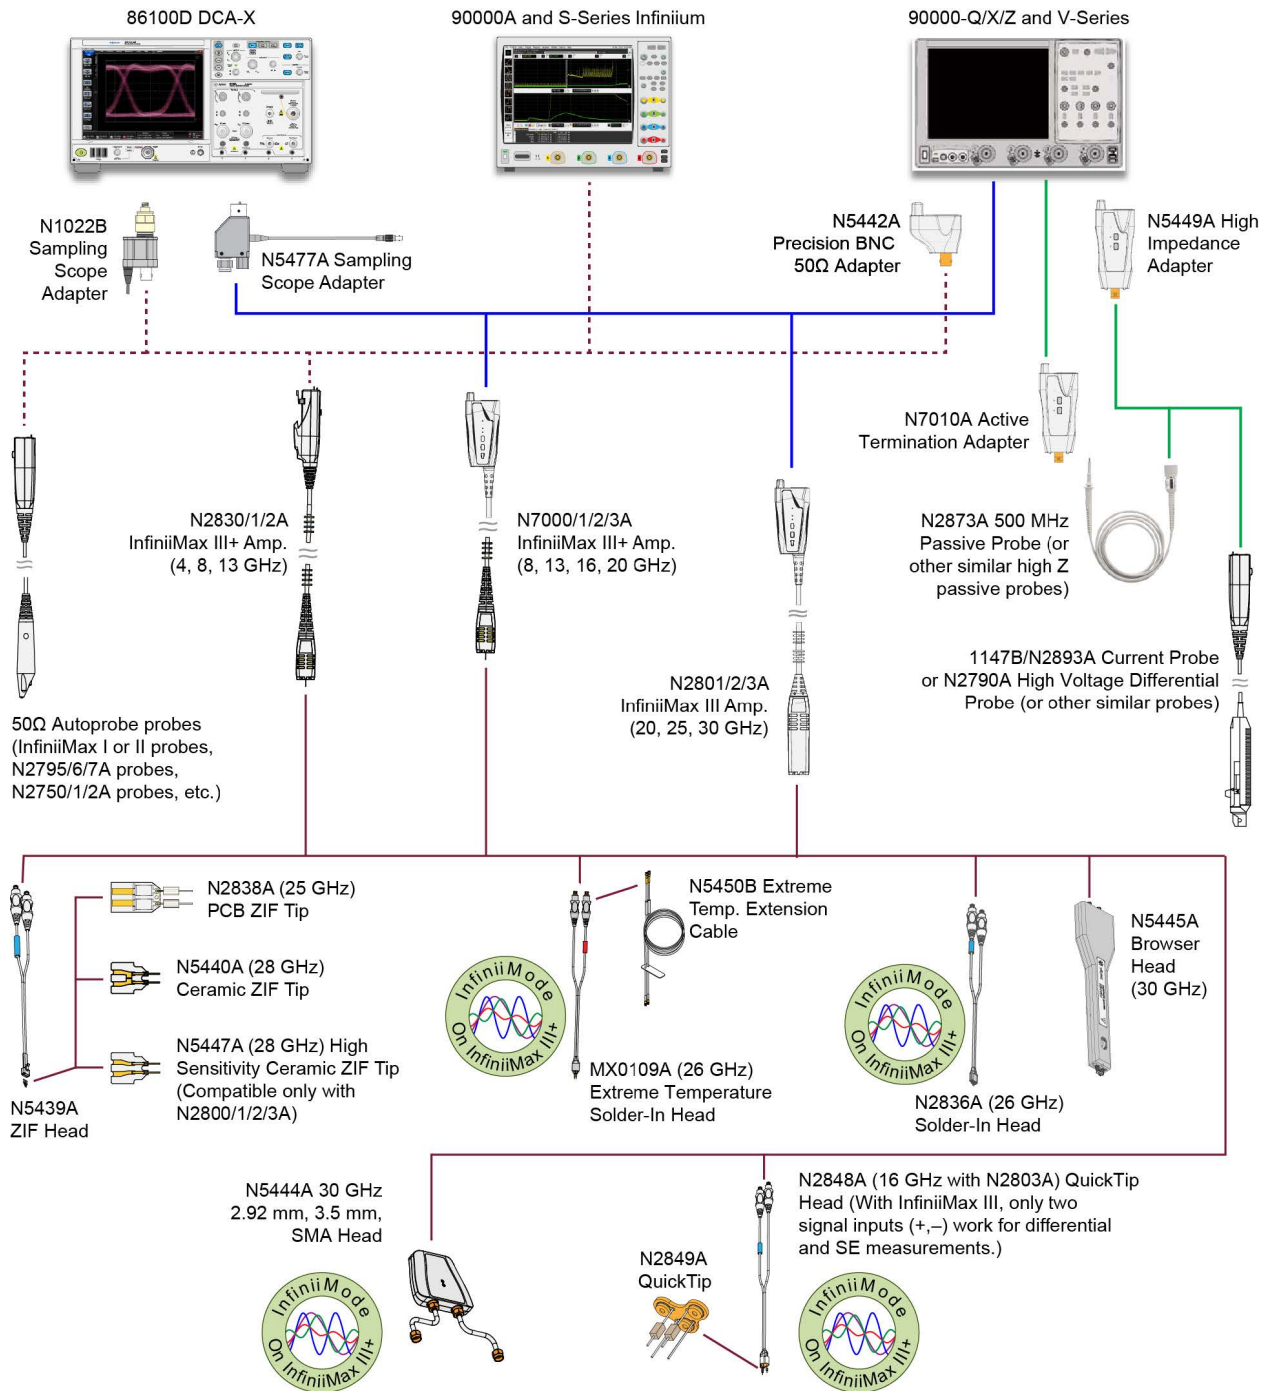 86100D DCA-X
90000A and S-Series Infiniium
90000-Q/X/Z and V-Series
N1022B
Sampling
Scope
Adapter
N5477A Sampling
Scope Adapter
N5442A
Precision BNC
50Ω Adapter
N5449A High
Impedance
Adapter
N7010A Active
Termination Adapter
N2830/1/2A
InfiniiMax III+ Amp.
(4, 8, 13 GHz)
N7000/1/2/3A
InfiniiMax III+ Amp.
(8, 13, 16, 20 GHz)
N2873A 500 MHz
Passive Probe (or
other similar high Z
passive probes)
N2801/2/3A
InfiniiMax III Amp.
(20, 25, 30 GHz)
1147B/N2893A Current Probe
or N2790A High Voltage Differential
Probe (or other similar probes)
50Ω Autoprobe probes
(InfiniiMax I or II probes,
N2795/6/7A probes,
N2750/1/2A probes, etc.)
N2838A (25 GHz)
PCB ZIF Tip
N5440A (28 GHz)
Ceramic ZIF Tip
N5447A (28 GHz) High
Sensitivity Ceramic ZIF Tip
(Compatible only with
N2800/1/2/3A)
N5439A
ZIF Head
N5450B Extreme
Temp. Extension
Cable
InfiniiMode
On InfiniiMax III+
MX0109A (26 GHz)
Extreme Temperature
Solder-In Head
InfiniiMode
On InfiniiMax III+
N2836A (26 GHz)
Solder-In Head
N5445A
Browser
Head
(30 GHz)
N5444A 30 GHz
2.92 mm, 3.5 mm,
SMA Head
InfiniiMode
On InfiniiMax III+
N2849A
QuickTip
N2848A (16 GHz with N2803A) QuickTip
Head (With InfiniiMax III, only two
signal inputs (+,–) work for differential
and SE measurements.)
InfiniiMode
On InfiniiMax III+